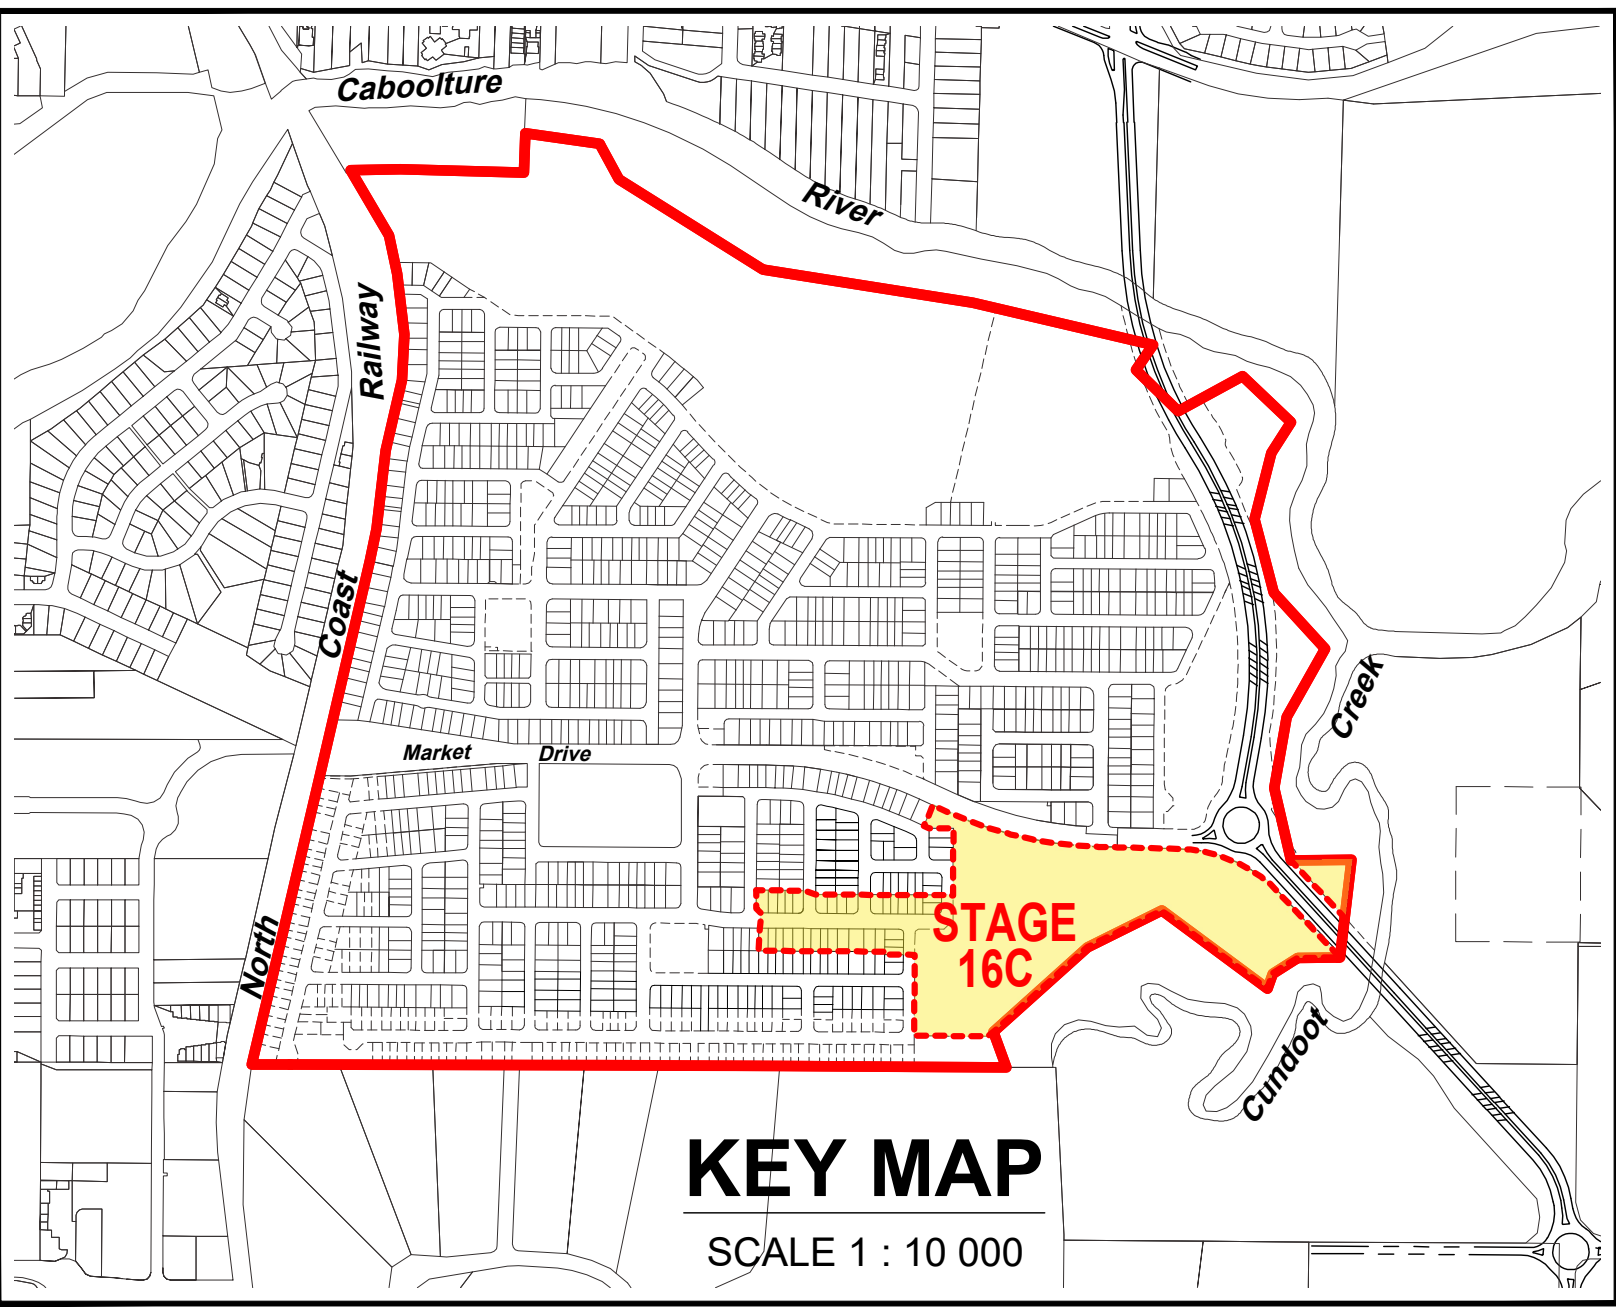 Caboolture
River
Railway
Coast
North
Market Drive
Creek
Cundoot
STAGE
16C
KEY MAP
SCALE 1 : 10 000